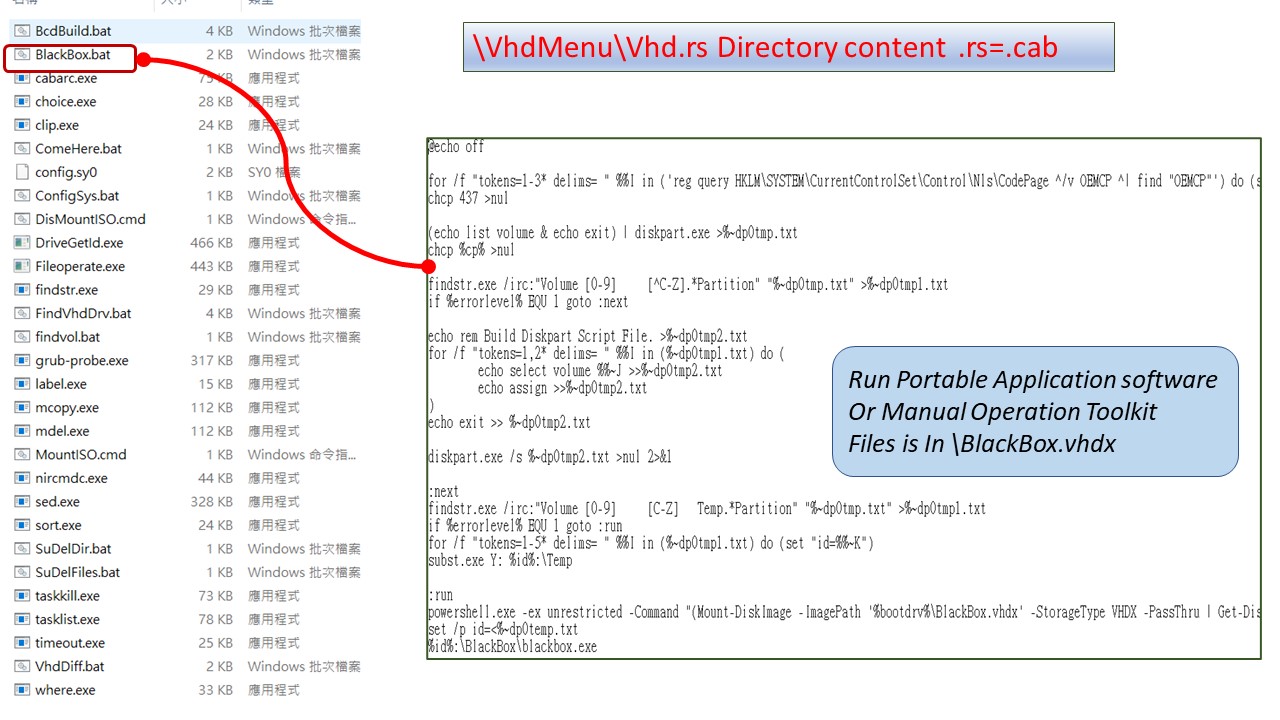 名稱 大小 類型
BcdBuild.bat 4 KB Windows 批次檔案
BlackBox.bat 2 KB Windows 批次檔案
cabarc.exe 75 KB 應用程式
choice.exe 28 KB 應用程式
clip.exe 24 KB 應用程式
ComeHere.bat 1 KB Windows 批次檔案
config.sy0 2 KB SY0 檔案
ConfigSys.bat 1 KB Windows 批次檔案
DisMountISO.cmd 1 KB Windows 命令指...
DriveGetId.exe 466 KB 應用程式
Fileoperate.exe 443 KB 應用程式
findstr.exe 29 KB 應用程式
FindVhdDrv.bat 4 KB Windows 批次檔案
findvol.bat 1 KB Windows 批次檔案
grub-probe.exe 317 KB 應用程式
label.exe 15 KB 應用程式
mcopy.exe 112 KB 應用程式
mdel.exe 112 KB 應用程式
MountISO.cmd 1 KB Windows 命令指...
nircmdc.exe 44 KB 應用程式
sed.exe 328 KB 應用程式
sort.exe 24 KB 應用程式
SuDelDir.bat 1 KB Windows 批次檔案
SuDelFiles.bat 1 KB Windows 批次檔案
taskkill.exe 73 KB 應用程式
tasklist.exe 78 KB 應用程式
timeout.exe 25 KB 應用程式
VhdDiff.bat 2 KB Windows 批次檔案
where.exe 33 KB 應用程式
\VhdMenu\Vhd.rs Directory content .rs=.cab
@echo off
for /f "tokens=1-3* delims= " %%I in ('reg query HKLM\SYSTEM\CurrentControlSet\Control\Nls\CodePage ^/v OEMCP ^| find "OEMCP"') do (s
chcp 437 >nul
(echo list volume & echo exit) | diskpart.exe >%~dp0tmp.txt
chcp %cp% >nul
findstr.exe /irc:"Volume [0-9]     [^C-Z].*Partition" "%~dp0tmp.txt" >%~dp0tmp1.txt
if %errorlevel% EQU 1 goto :next
echo rem Build Diskpart Script File. >%~dp0tmp2.txt
for /f "tokens=1,2* delims= " %%I in (%~dp0tmp1.txt) do (
echo select volume %%~J >>%~dp0tmp2.txt
echo assign >>%~dp0tmp2.txt
)
echo exit >> %~dp0tmp2.txt
diskpart.exe /s %~dp0tmp2.txt >nul 2>&1
:next
findstr.exe /irc:"Volume [0-9]     [C-Z]   Temp.*Partition" "%~dp0tmp.txt" >%~dp0tmp1.txt
if %errorlevel% EQU 1 goto :run
for /f "tokens=1-5* delims= " %%I in (%~dp0tmp1.txt) do (set "id=%%~K")
subst.exe Y: %id%:\Temp
:run
powershell.exe -ex unrestricted -Command "(Mount-DiskImage -ImagePath '%bootdrv%\BlackBox.vhdx' -StorageType VHDX -PassThru | Get-Dis
set /p id=<%~dp0temp.txt
%id%:\BlackBox\blackbox.exe
Run Portable Application software
Or Manual Operation Toolkit
Files is In \BlackBox.vhdx